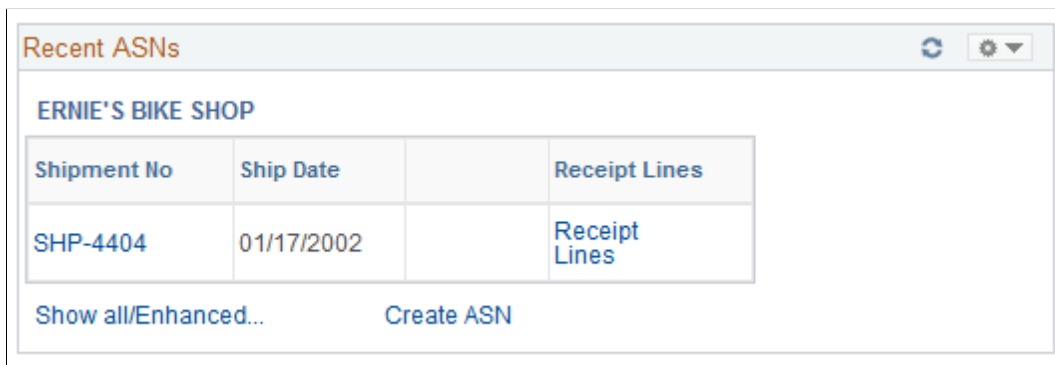 Recent ASNs
ERNIE'S BIKE SHOP
Shipment No Ship Date Receipt Lines
SHP-4404 01/17/2002 Receipt
Lines
Show all/Enhanced... Create ASN